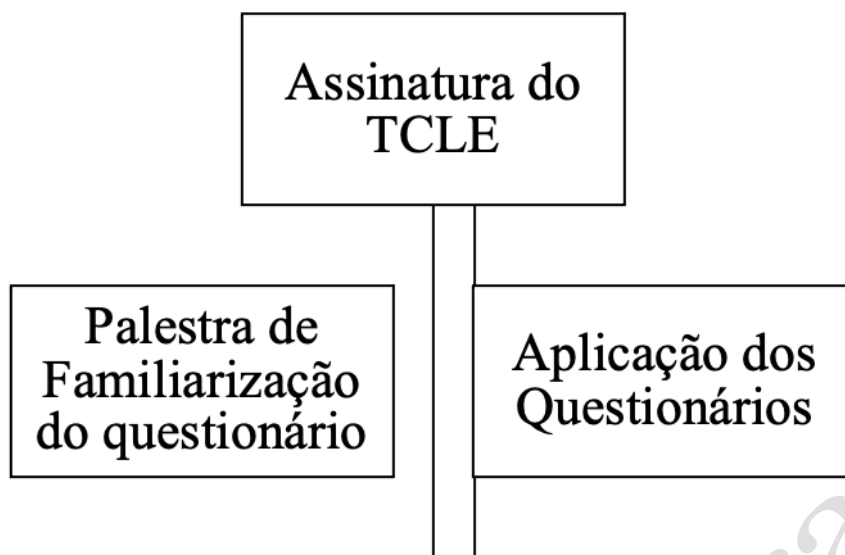 Assinatura do
TCLE
Palestra de
Familiarização
do questionário
Aplicação dos
Questionários